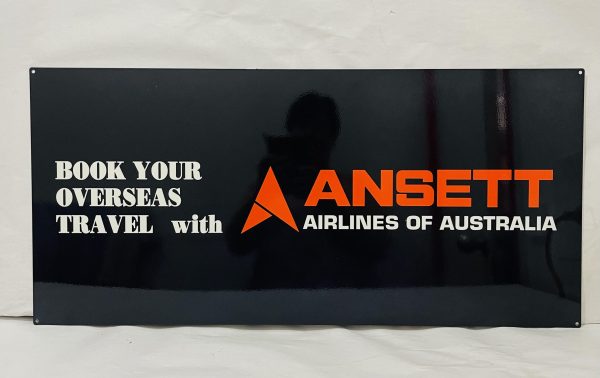 BOOK YOUR
OVERSEAS
TRAVEL with
ANSETT
AIRLINES OF AUSTRALIA